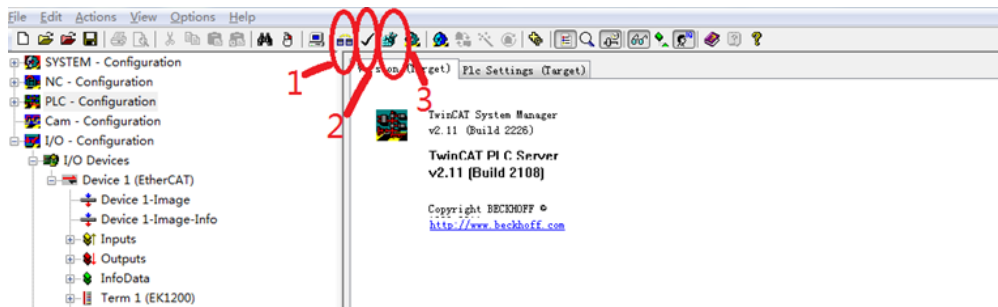 File Edit Actions View Options Help
SYSTEM - Configuration
NC - Configuration
PLC - Configuration
Cam - Configuration
I/O - Configuration
I/O Devices
Device 1 (EtherCAT)
Device 1-Image
Device 1-Image-Info
Inputs
Outputs
InfoData
Term 1 (EK1200)
1
2
3
(Target) Plc Settings (Target)
TwinCAT System Manager
v2.11 (Build 2226)
TwinCAT PLC Server
v2.11 (Build 2108)
Copyright BECKHOFF ©
http://www.beckhoff.com